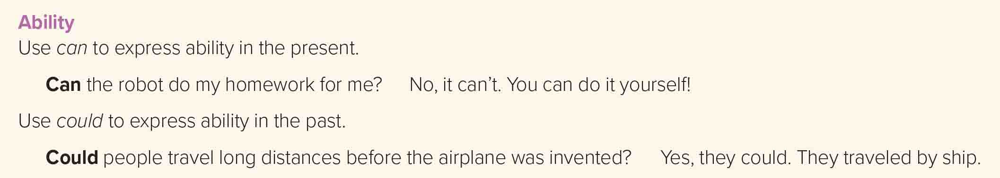 Ability
Use can to express ability in the present.
Can the robot do my homework for me? No, it can’t. You can do it yourself!
Use could to express ability in the past.
Could people travel long distances before the airplane was invented? Yes, they could. They traveled by ship.